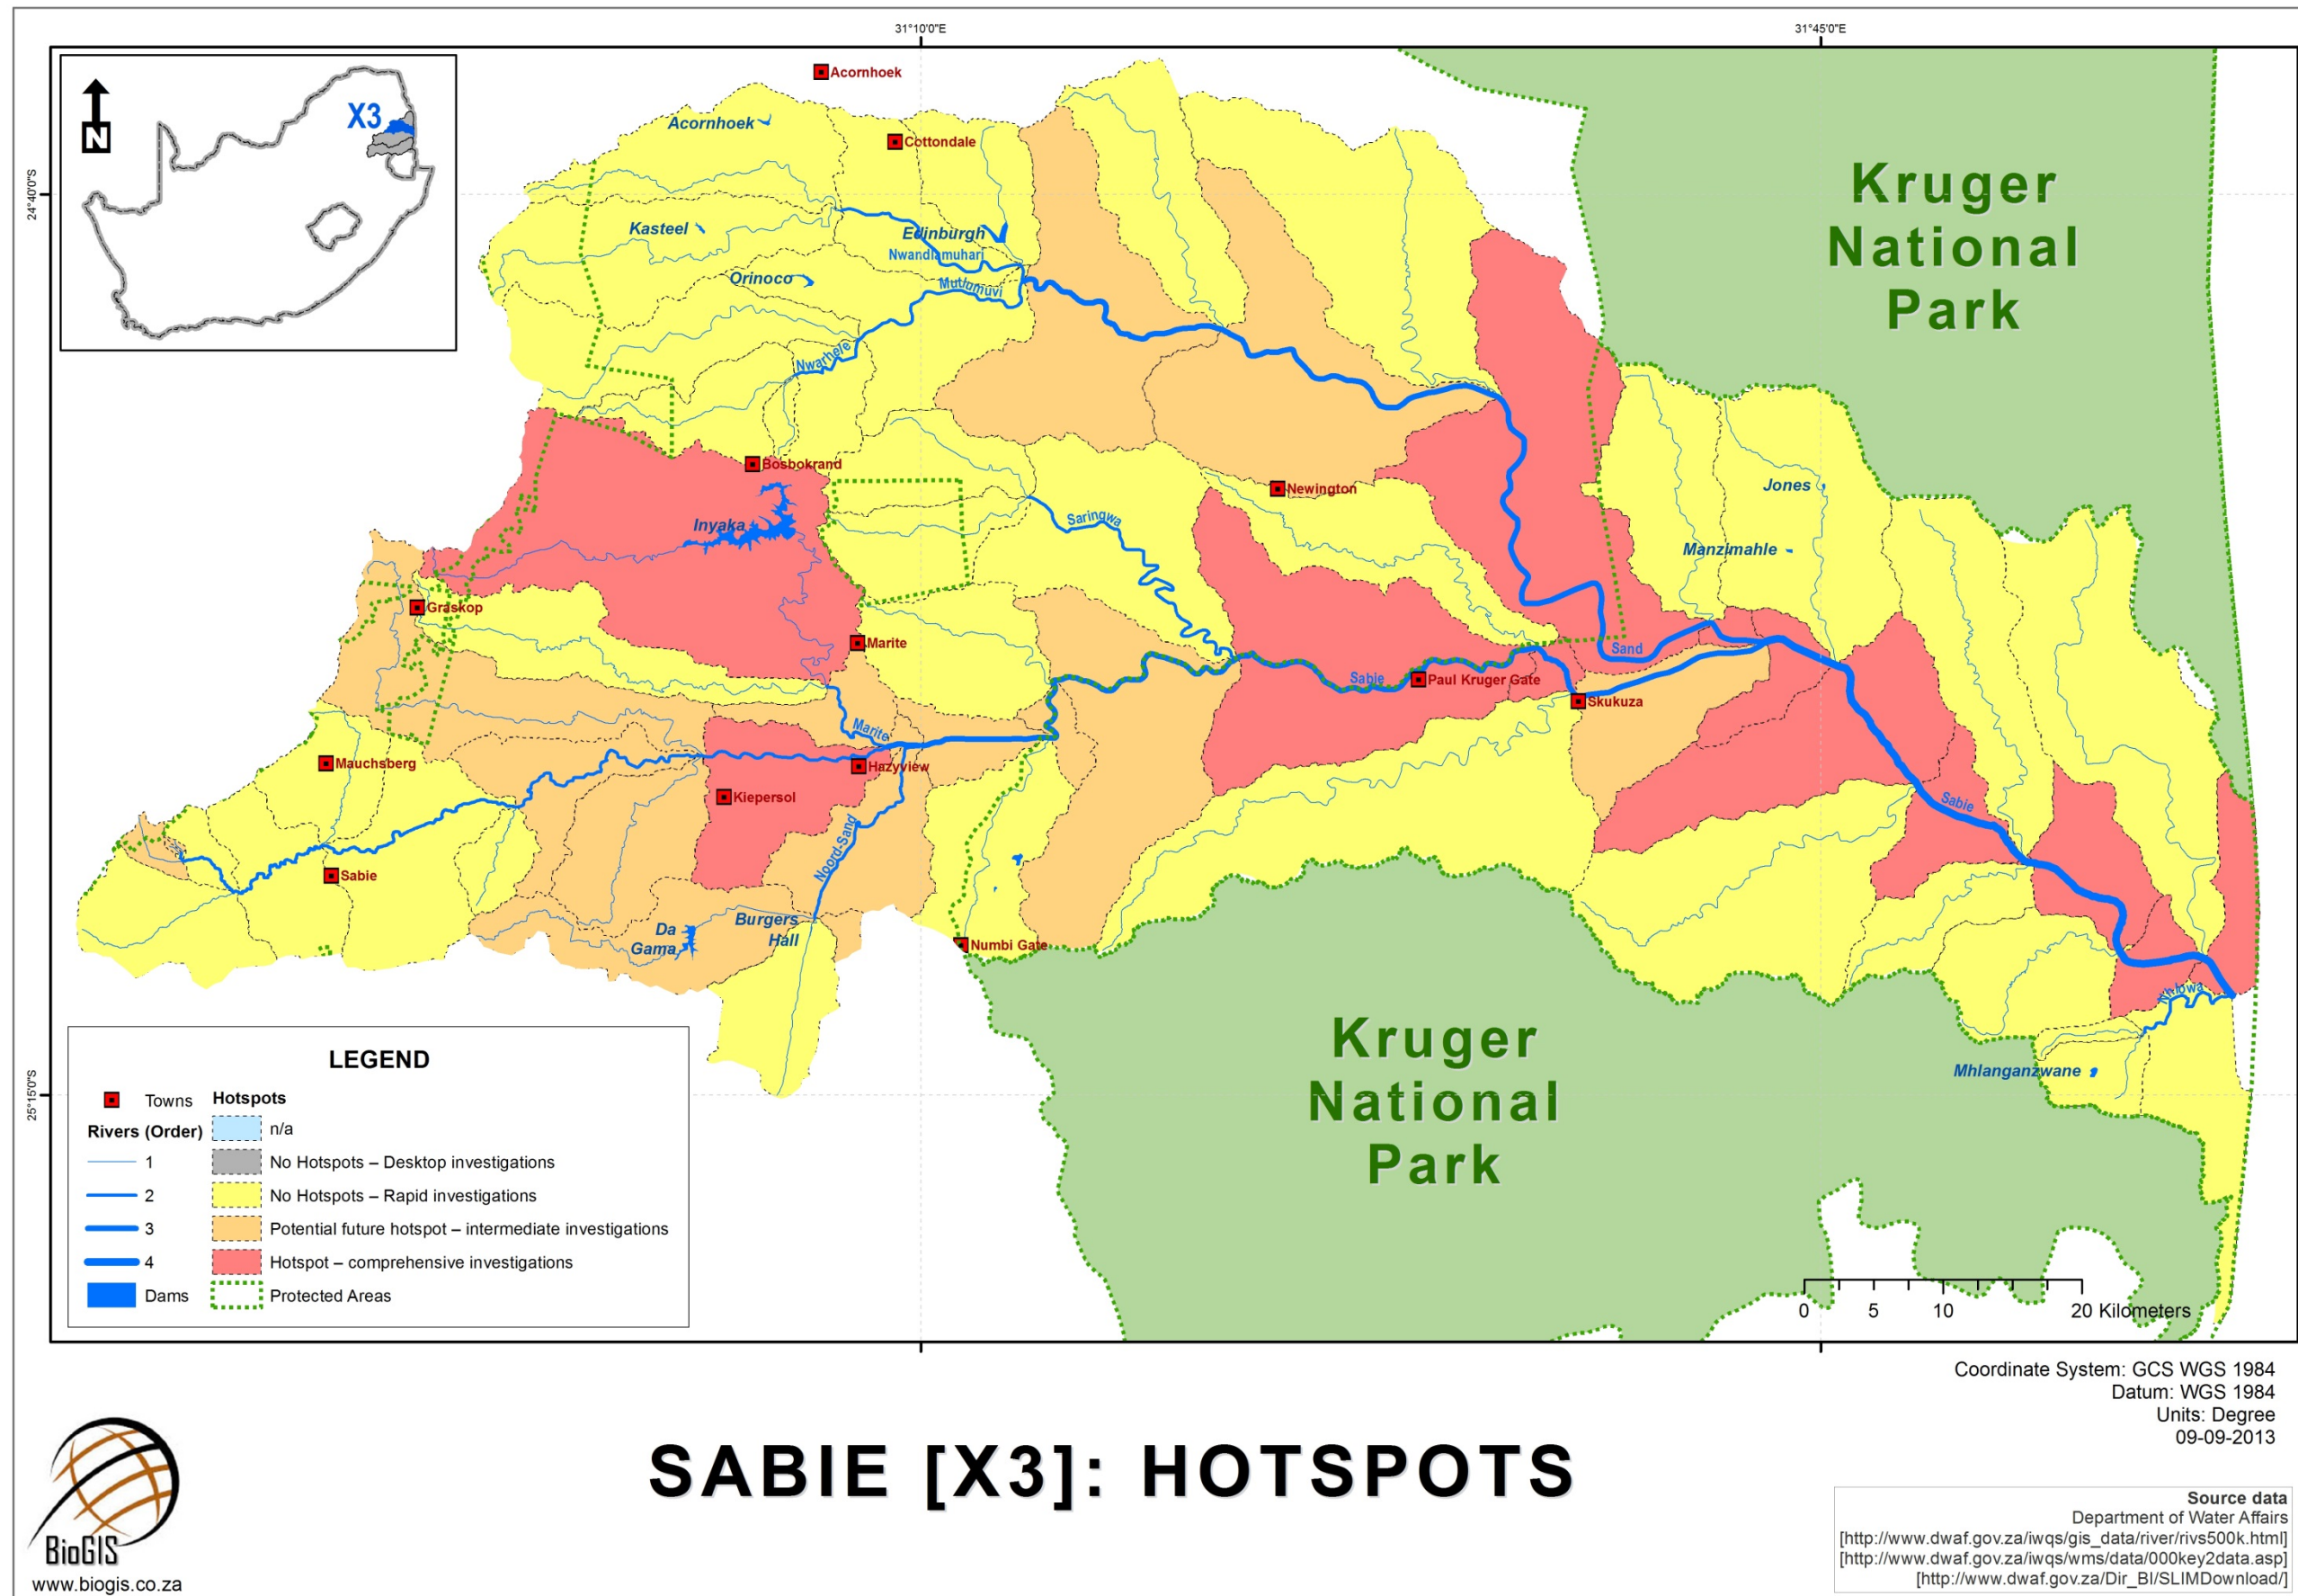 31°10'0"E
31°45'0"E
24°40'0"S
25°15'0"S
N
X3
Acornhoek
Acornhoek
Cottondale
Kruger
National
Park
Kasteel
Edinburgh
Nwandlamuhari
Orinoco
Mutlumuvi
Nwarhele
Bosbokrand
Newington
Jones
Inyaka
Saringwa
Manzimahle
Graskop
Marite
Sand
Sabie
Paul Kruger Gate
Skukuza
Marite
Mauchsberg
Hazyview
Kiepersol
Sabie
Noord-Sand
Sabie
Da
Gama
Burgers
Hall
Numbi Gate
Nhlowa
Kruger
National
Park
Mhlanganzwane
LEGEND
Towns
Hotspots
Rivers (Order)
n/a
1
No Hotspots – Desktop investigations
2
No Hotspots – Rapid investigations
3
Potential future hotspot – intermediate investigations
4
Hotspot – comprehensive investigations
Dams
Protected Areas
0 5 10 20 Kilometers
Coordinate System: GCS WGS 1984
Datum: WGS 1984
Units: Degree
09-09-2013
SABIE [X3]: HOTSPOTS
BioGIS
www.biogis.co.za
Source data
Department of Water Affairs
[http://www.dwaf.gov.za/iwqs/gis_data/river/rivs500k.html]
[http://www.dwaf.gov.za/iwqs/wms/data/000key2data.asp]
[http://www.dwaf.gov.za/Dir_BI/SLIMDownload/]